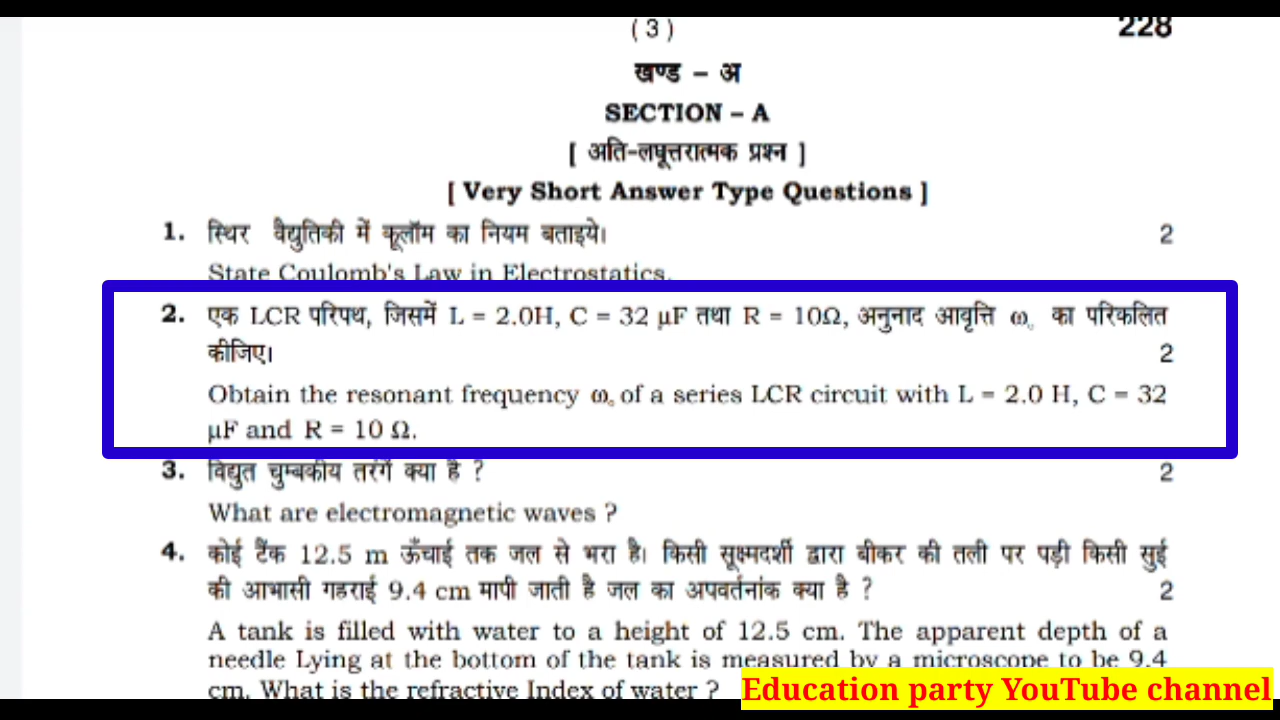 ( 3 )
228
खण्ड – अ
SECTION – A
[ अति-लघूत्तरात्मक प्रश्न ]
[ Very Short Answer Type Questions ]
1. स्थिर वैद्युतिकी में कूलॉम का नियम बताइये। 2
State Coulomb's Law in Electrostatics.
2. एक LCR परिपथ, जिसमें L = 2.0H, C = 32 μF तथा R = 10Ω, अनुनाद आवृत्ति ω₀ का परिकलित
कीजिए। 2
Obtain the resonant frequency ω₀ of a series LCR circuit with L = 2.0 H, C = 32
μF and R = 10 Ω.
3. विद्युत चुम्बकीय तरंगें क्या है ? 2
What are electromagnetic waves ?
4. कोई टैंक 12.5 m ऊँचाई तक जल से भरा है। किसी सूक्ष्मदर्शी द्वारा बीकर की तली पर पड़ी किसी सुई
की आभासी गहराई 9.4 cm मापी जाती है जल का अपवर्तनांक क्या है ? 2
A tank is filled with water to a height of 12.5 cm. The apparent depth of a
needle Lying at the bottom of the tank is measured by a microscope to be 9.4
cm. What is the refractive Index of water ?
Education party YouTube channel